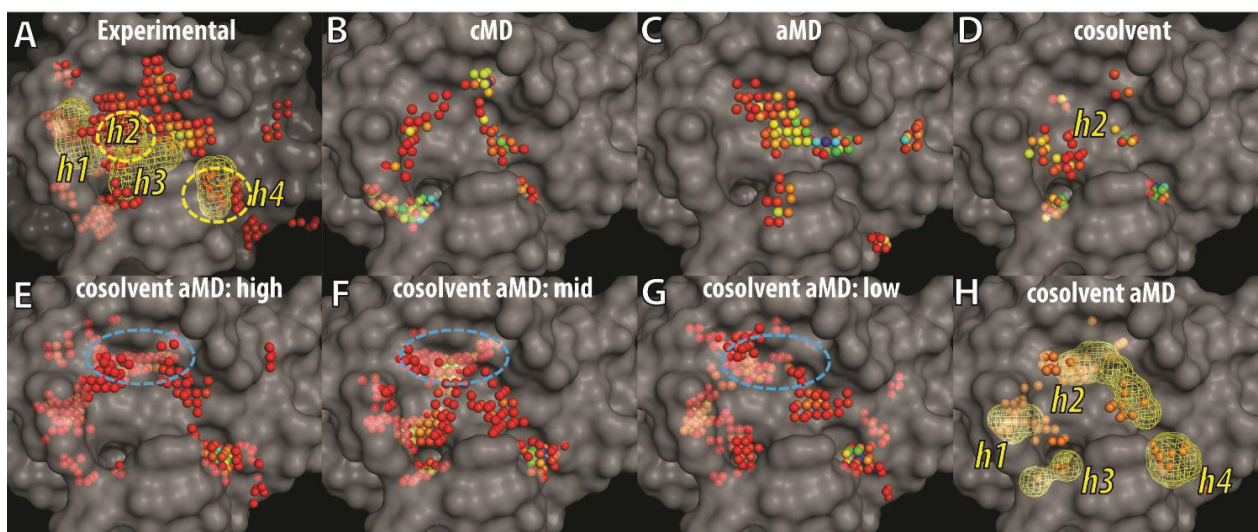 A Experimental
B cMD
C aMD
D cosolvent
h2
h1
h3
h4
h2
E cosolvent aMD: high
F cosolvent aMD: mid
G cosolvent aMD: low
H cosolvent aMD
h2
h1
h3
h4